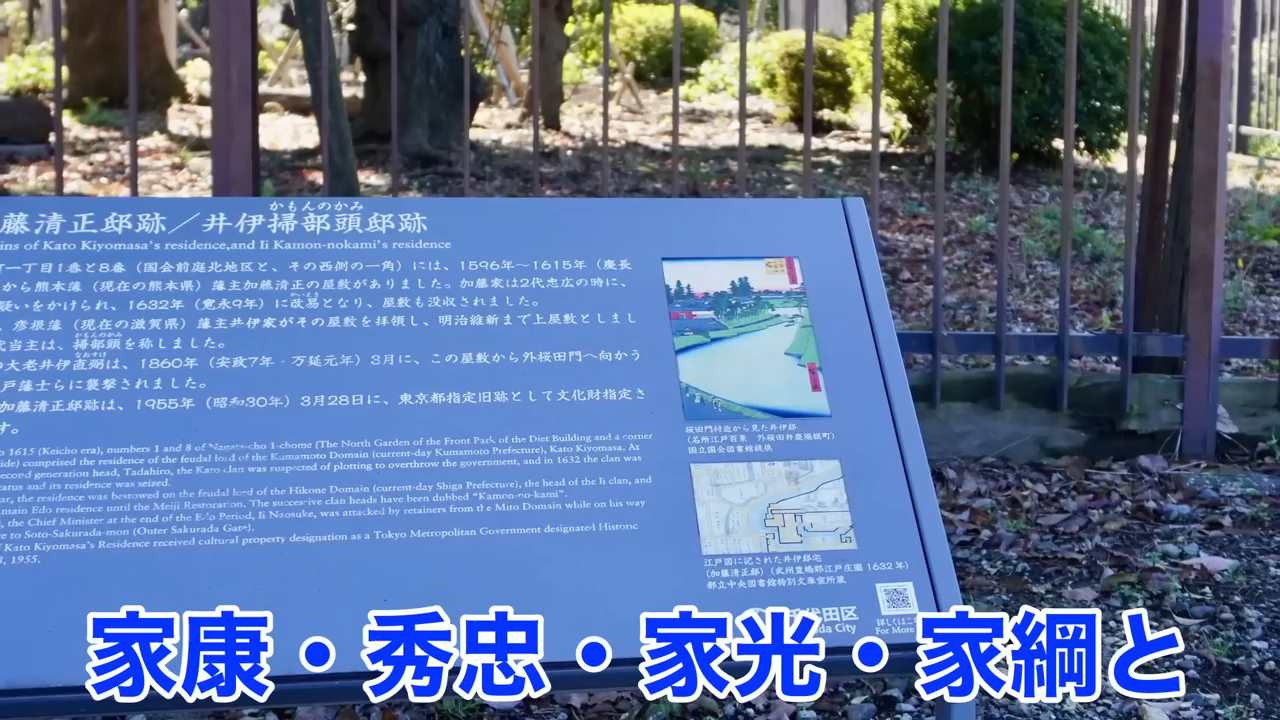 かもんのかみ
藤清正邸跡／井伊掃部頭邸跡
ins of Kato Kiyomasa's residence,and Ii Kamon-nokami's residence
一丁目1番と8番（国会前庭北地区と、その西側の一角）には、1596年～1615年（慶長
から熊本藩（現在の熊本県）藩主加藤清正の屋敷がありました。加藤家は2代忠広の時に、
疑いをかけられ、1632年（寛永9年）に改易となり、屋敷も没収されました。
、彦根藩（現在の滋賀県）藩主井伊家がその屋敷を拝領し、明治維新まで上屋敷としまし
かもんのかみ
代当主は、掃部頭を称しました。
なおすけ
の大老井伊直弼は、1860年（安政7年・万延元年）3月に、この屋敷から外桜田門へ向かう
戸藩士らに襲撃されました。
加藤清正邸跡は、1955年（昭和30年）3月28日に、東京都指定旧跡として文化財指定さ
す。
o 1615 (Keicho era), numbers 1 and 8 of Nagata-cho 1-chome (The North Garden of the Front Park of the Diet Building and a corner
ide) comprised the residence of the feudal lord of the Kumamoto Domain (current-day Kumamoto Prefecture), Kato Kiyomasa. At
second generation head, Tadahiro, the Kato clan was suspected of plotting to overthrow the government, and in 1632 the clan was
arus and its residence was seized.
ar, the residence was bestowed on the feudal lord of the Hikone Domain (current-day Shiga Prefecture), the head of the Ii clan, and
main Edo residence until the Meiji Restoration. The successive clan heads have been dubbed "Kamon-no-kami".
, the Chief Minister at the end of the Edo Period, Ii Naosuke, was attacked by retainers from the Mito Domain while on his way
e to Soto-Sakurada-mon (Outer Sakurada Gate).
Kato Kiyomasa's Residence received cultural property designation as a Tokyo Metropolitan Government designated Historic
8, 1955.
桜田門付近から見た井伊邸
（名所江戸百景 外桜田弁慶堀糀町）
国立国会図書館提供
江戸図に記された井伊邸宅
（加藤清正邸）（武州豊嶋郡江戸庄図 1632年）
都立中央図書館特別文庫室所蔵
千代田区
da City
詳しくはこ
For More
家康・秀忠・家光・家綱と